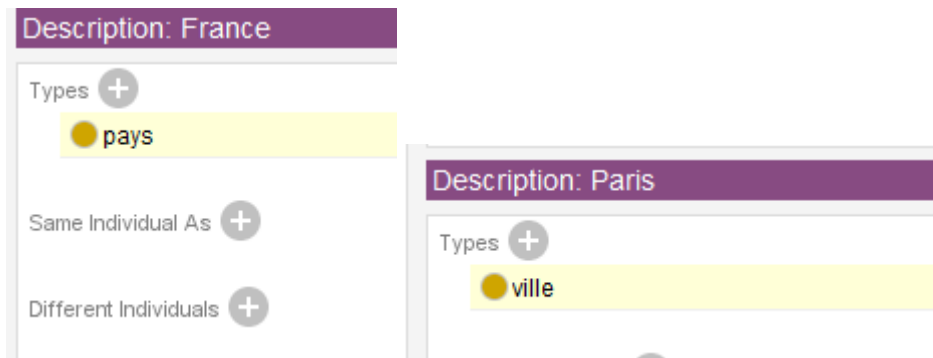 Description: France
Types
pays
Same Individual As
Different Individuals
Description: Paris
Types
ville